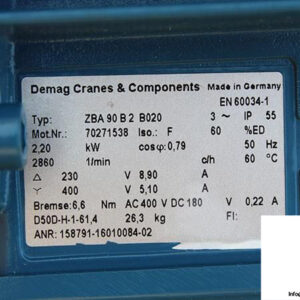 Demag Cranes & Components Made in Germany
EN 60034-1
Typ: ZBA 90 B 2 B020 3 ~ IP 55
Mot.Nr.: 70271538 Iso.: F 60 %ED
2,20 kW cosφ:0,79 50 Hz
2860 1/min c/h 60 °C
△ 230 V 8,90 A
Y 400 V 5,10 A
Bremse:6,6 Nm AC 400 V DC 180 V 0,22 A
D50D-H-1-61,4 26,3 kg FI:
ANR: 158791-16010084-02